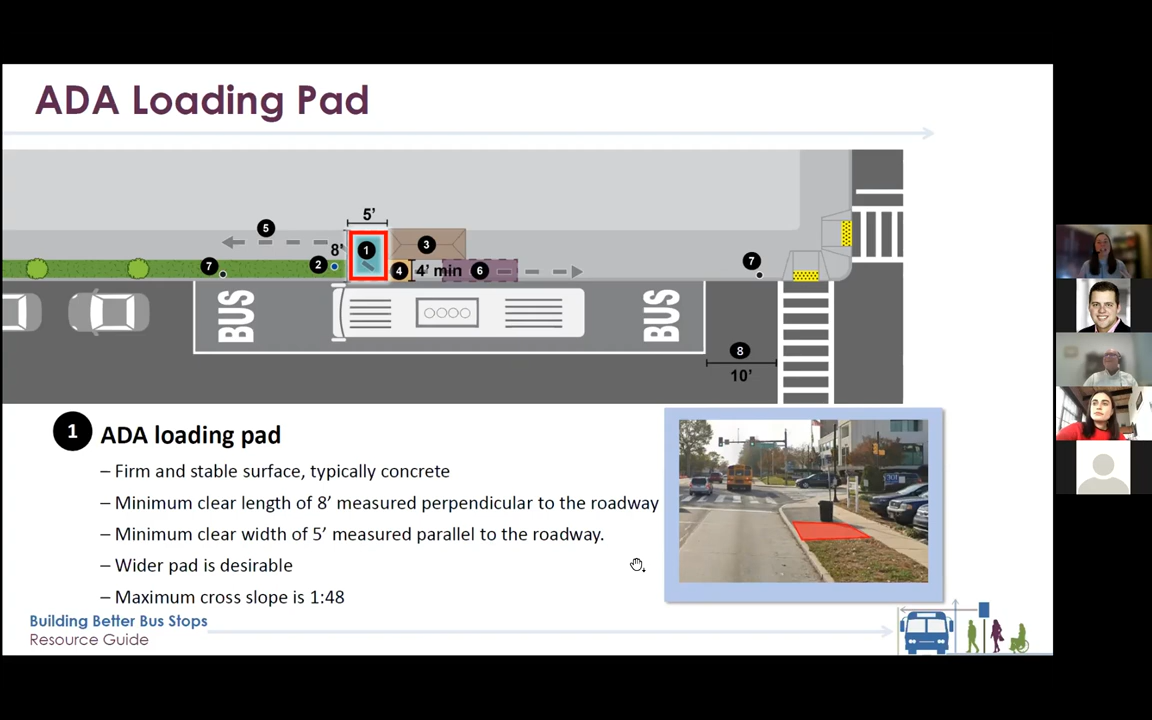 ADA Loading Pad
5’
5
8’
1
3
7
2
4
4’ min
6
7
BUS
BUS
8
10’
1
ADA loading pad
– Firm and stable surface, typically concrete
– Minimum clear length of 8’ measured perpendicular to the roadway
– Minimum clear width of 5’ measured parallel to the roadway.
– Wider pad is desirable
– Maximum cross slope is 1:48
Building Better Bus Stops
Resource Guide